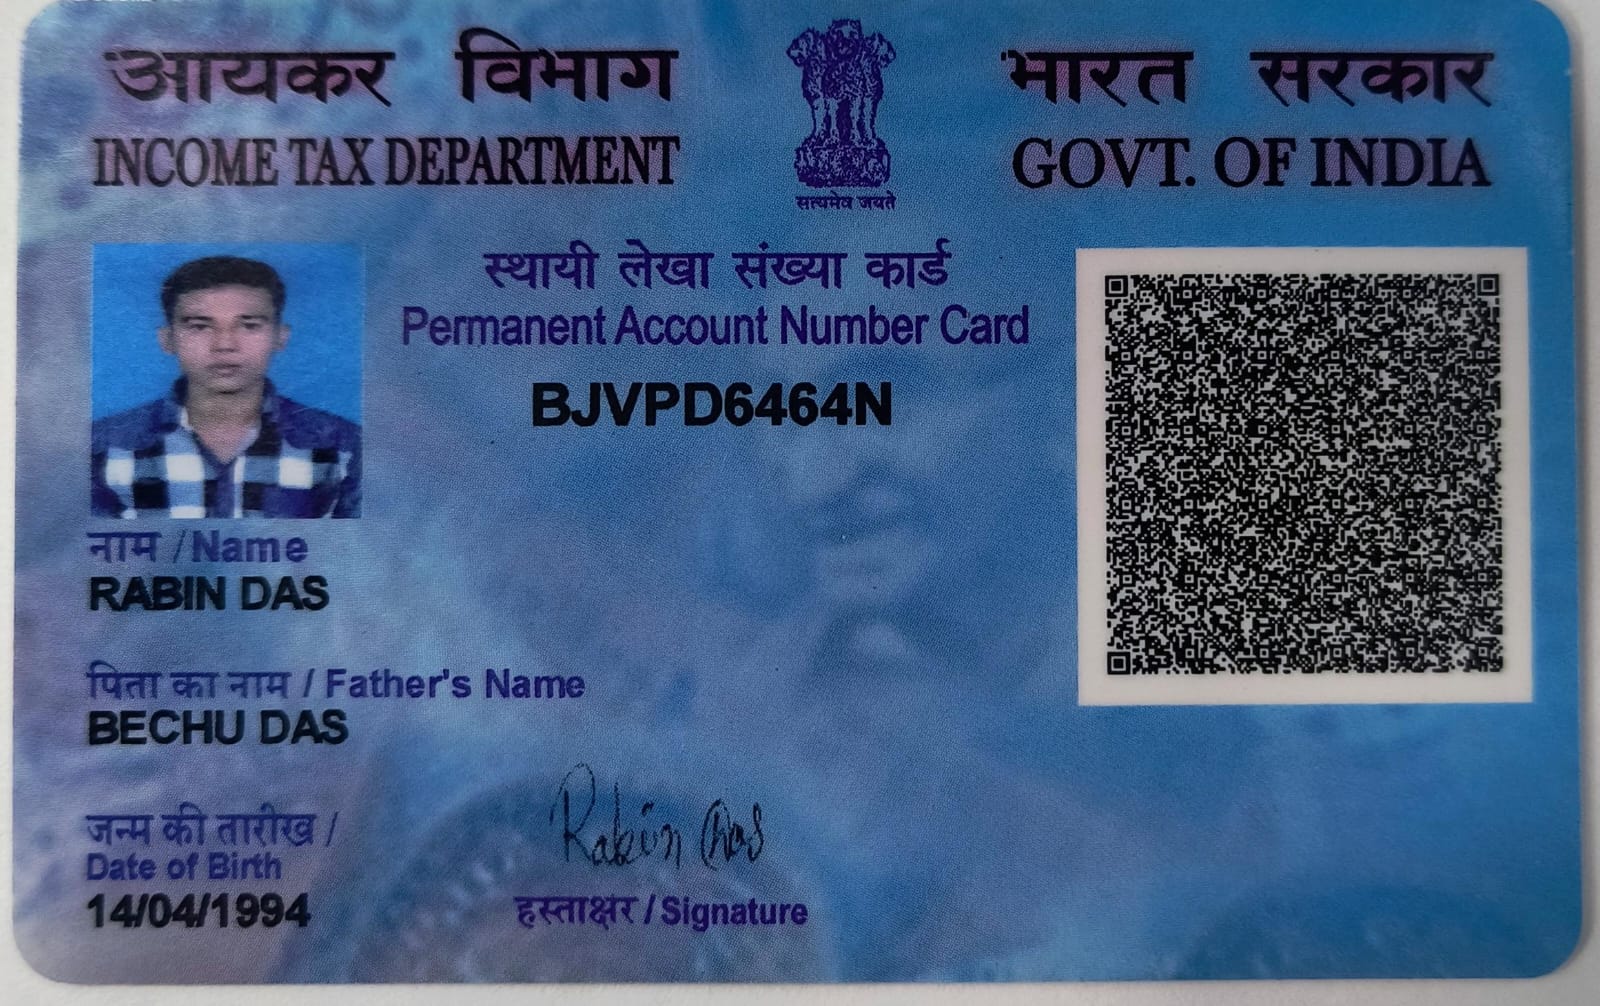 आयकर विभाग
INCOME TAX DEPARTMENT
सत्यमेव जयते
भारत सरकार
GOVT. OF INDIA
स्थायी लेखा संख्या कार्ड
Permanent Account Number Card
BJVPD6464N
नाम / Name
RABIN DAS
पिता का नाम / Father's Name
BECHU DAS
जन्म की तारीख /
Date of Birth
14/04/1994
Rabin Das
हस्ताक्षर / Signature